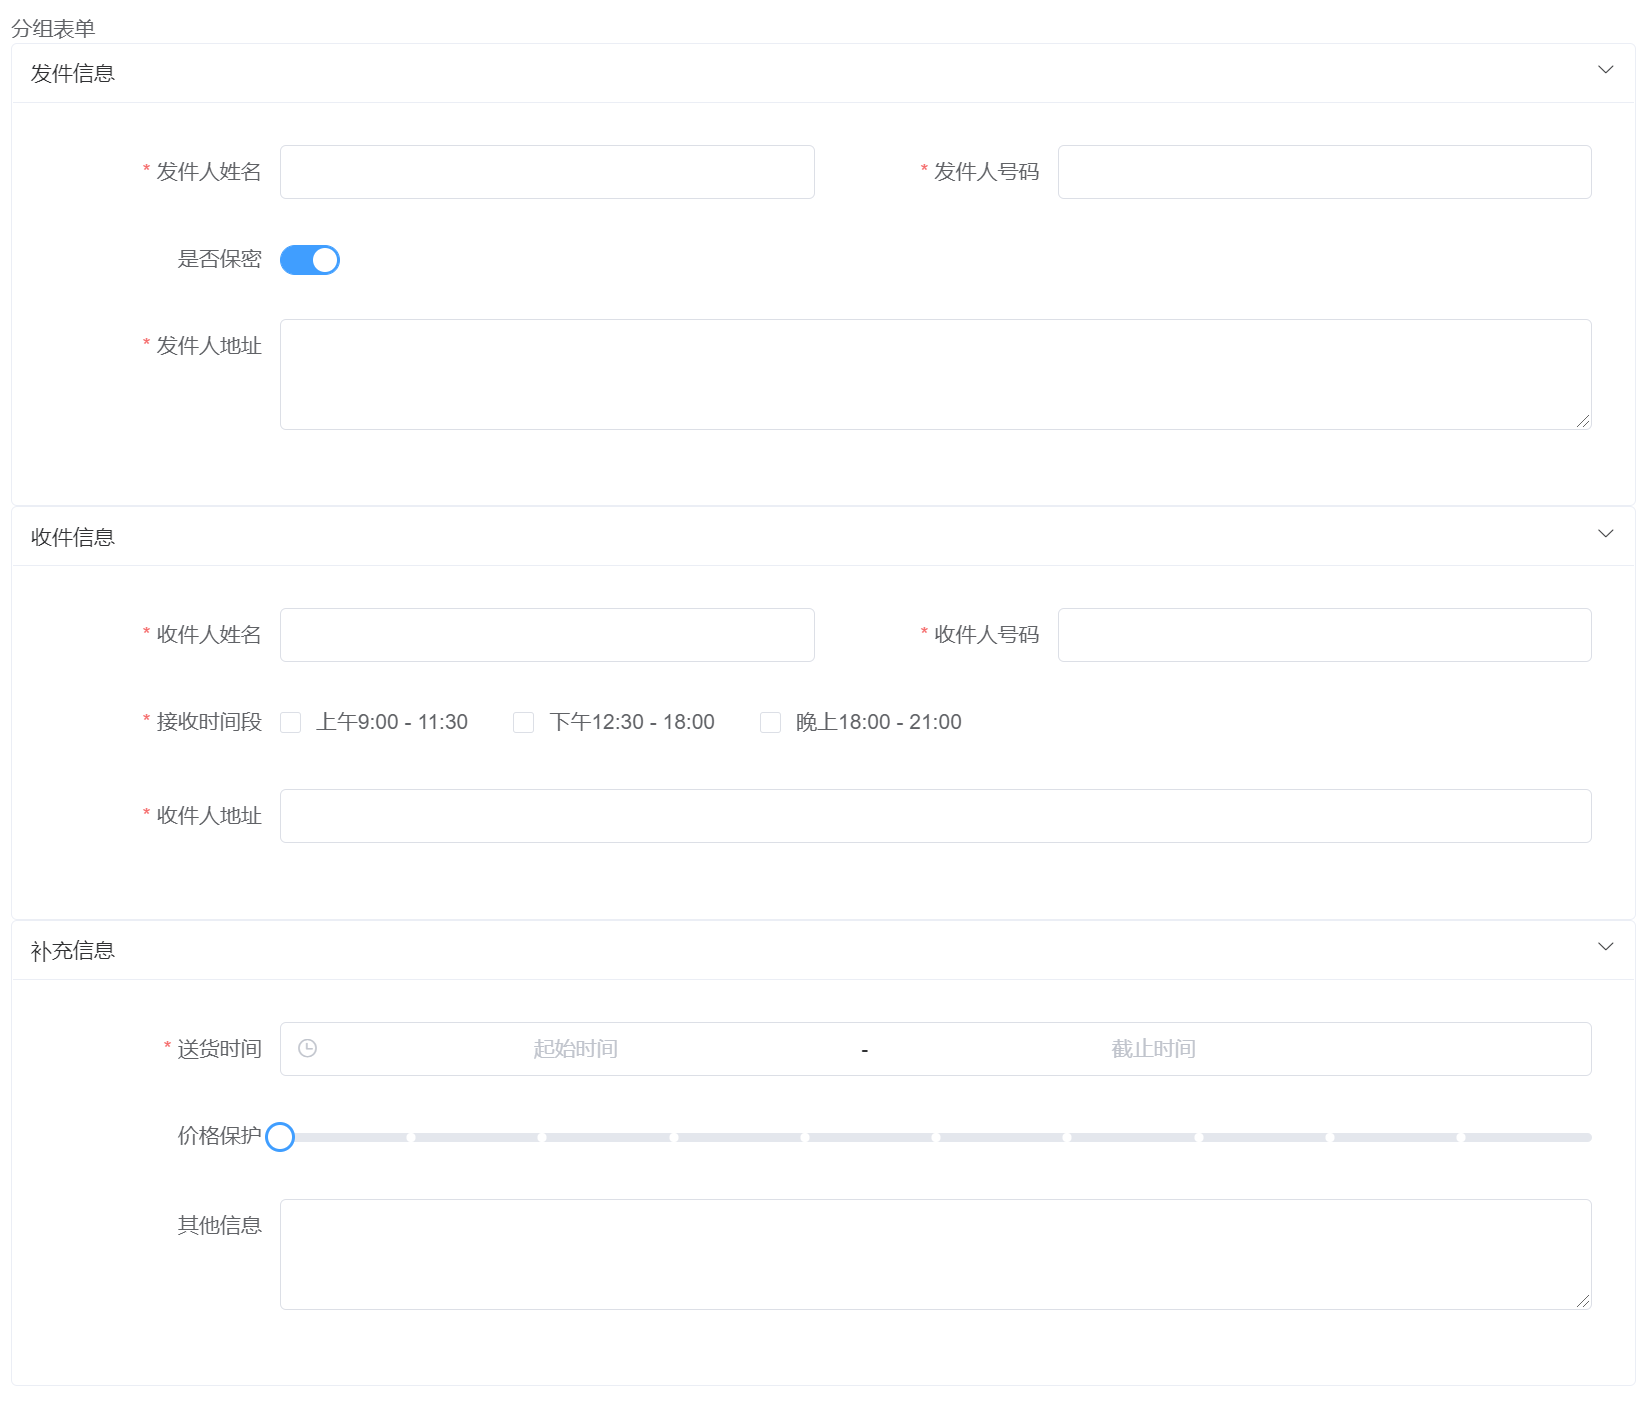 分组表单
发件信息
* 发件人姓名
* 发件人号码
是否保密
* 发件人地址
收件信息
* 收件人姓名
* 收件人号码
* 接收时间段 上午9:00 - 11:30 下午12:30 - 18:00 晚上18:00 - 21:00
* 收件人地址
补充信息
* 送货时间 起始时间 - 截止时间
价格保护
其他信息